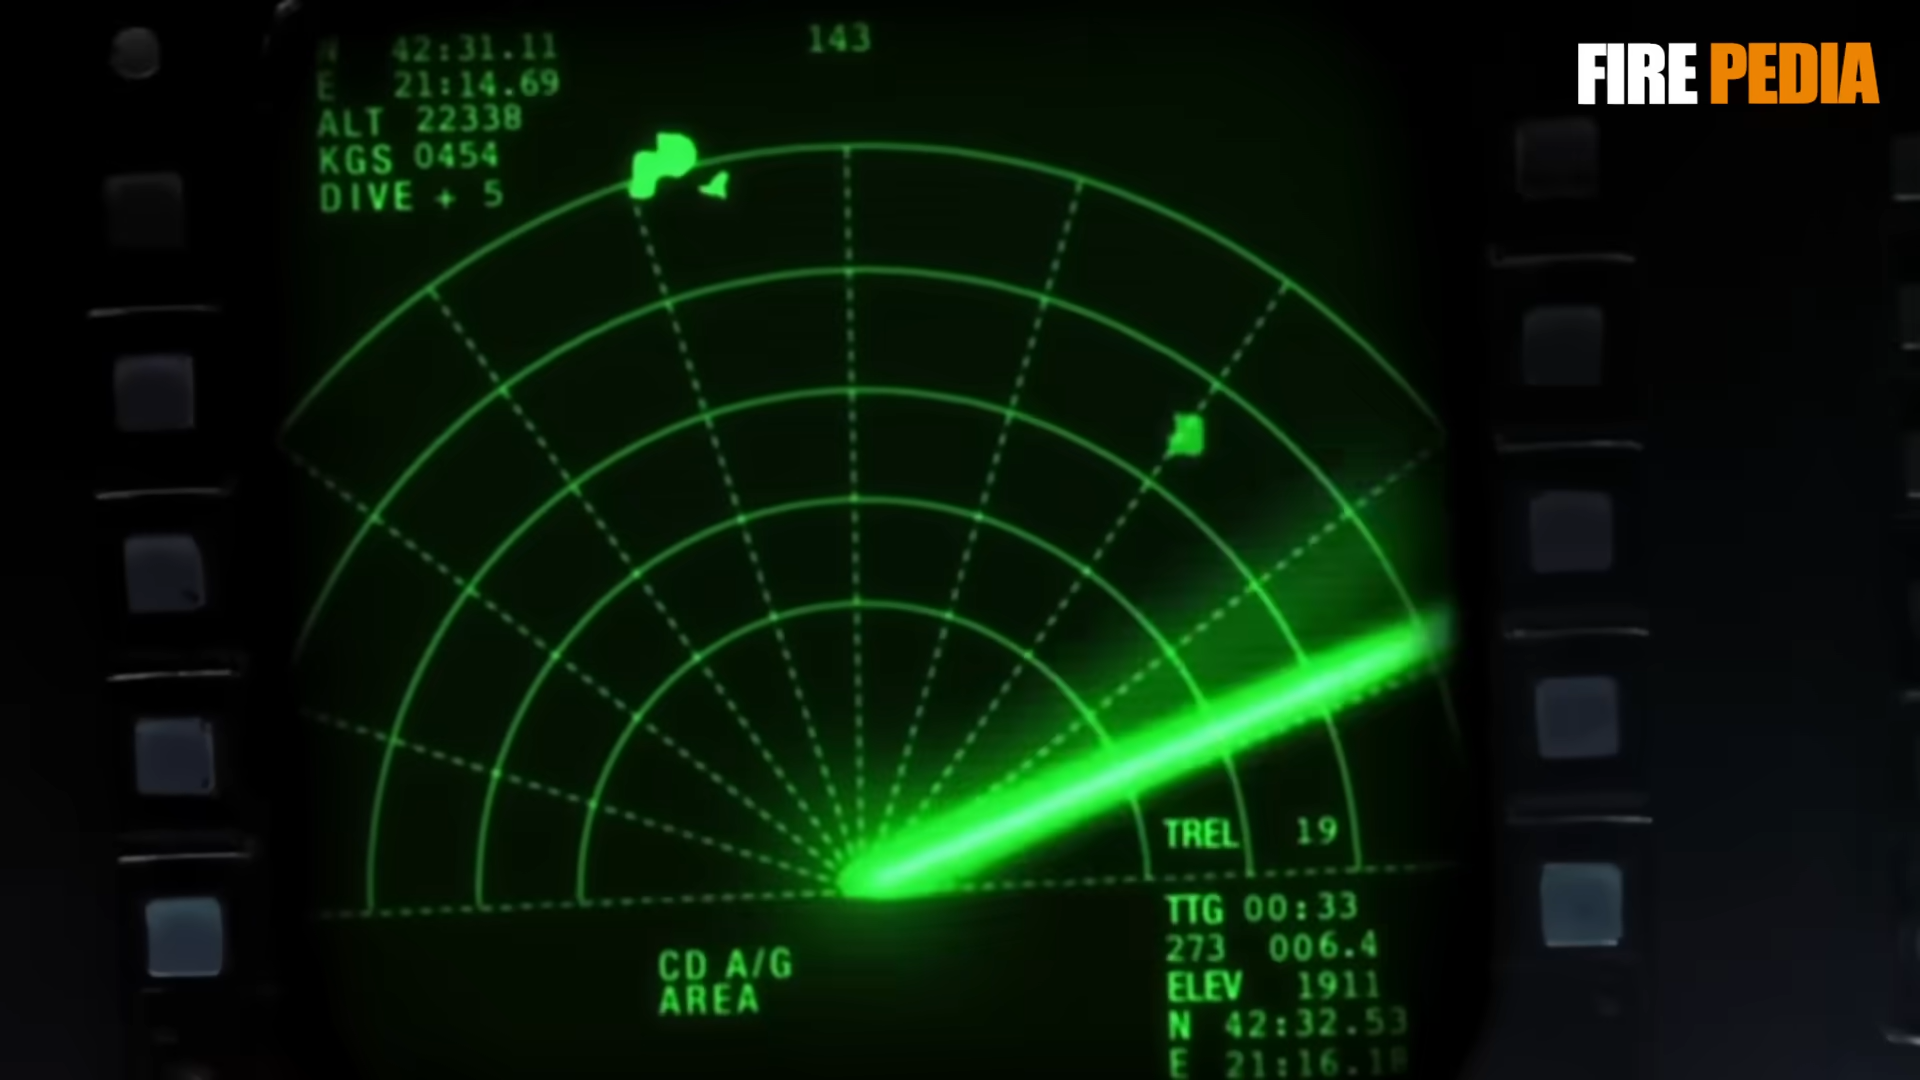 N 42:31.11
E 21:14.69
ALT 22338
KGS 0454
DIVE + 5
143
FIRE PEDIA
TREL 19
TTG 00:33
273 006.4
ELEV 1911
N 42:32.53
E 21:16.18
CD A/G
AREA